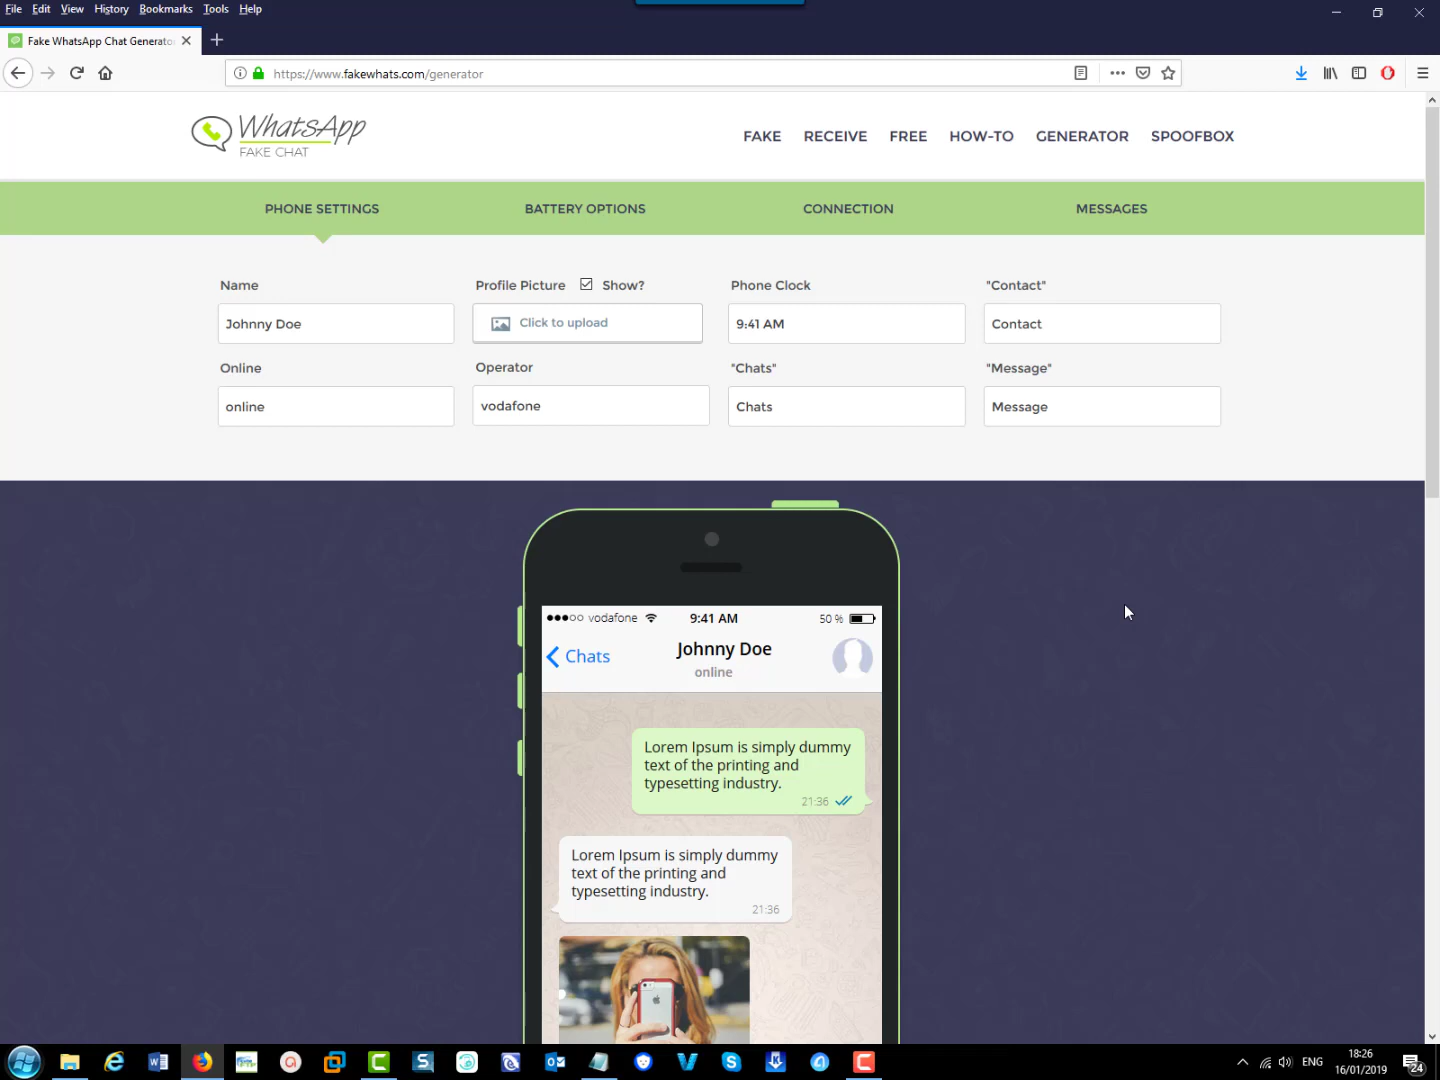 File Edit View History Bookmarks Tools Help
Fake WhatsApp Chat Generato
https://www.fakewhats.com/generator
WhatsApp
FAKE CHAT
FAKE RECEIVE FREE HOW-TO GENERATOR SPOOFBOX
PHONE SETTINGS BATTERY OPTIONS CONNECTION MESSAGES
Name Profile Picture Show? Phone Clock "Contact"
Johnny Doe Click to upload 9:41 AM Contact
Online Operator "Chats" "Message"
online vodafone Chats Message
vodafone 9:41 AM 50 %
Chats Johnny Doe
online
Lorem Ipsum is simply dummy
text of the printing and
typesetting industry.
21:36
Lorem Ipsum is simply dummy
text of the printing and
typesetting industry.
21:36
ENG 18:26
16/01/2019 24